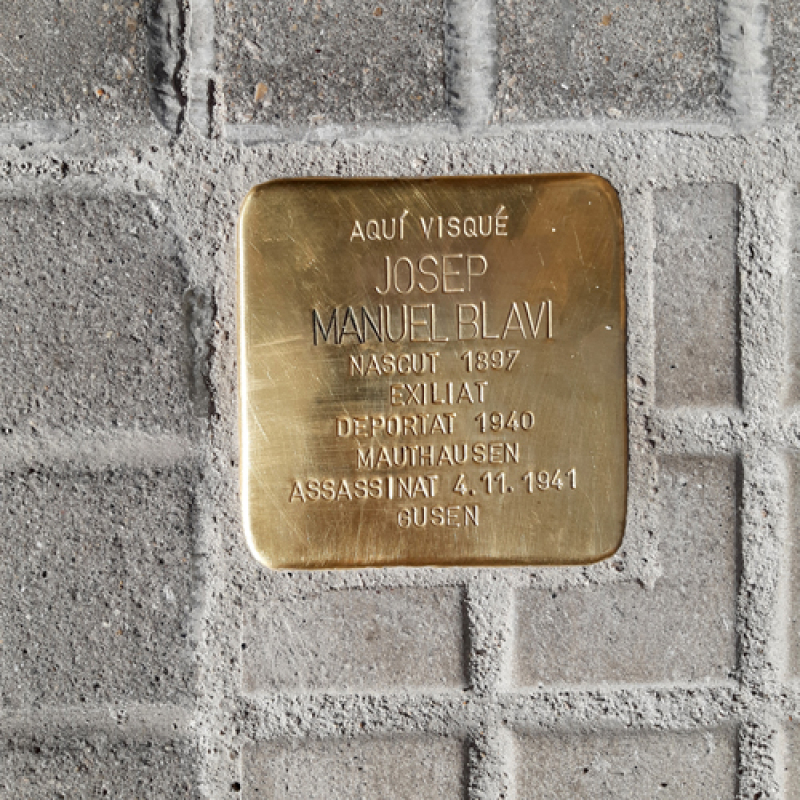 AQUÍ VISQUÉ
JOSEP
MANUEL BLAVI
NASCUT 1897
EXILIAT
DEPORTAT 1940
MAUTHAUSEN
ASSASSINAT 4.11.1941
GUSEN